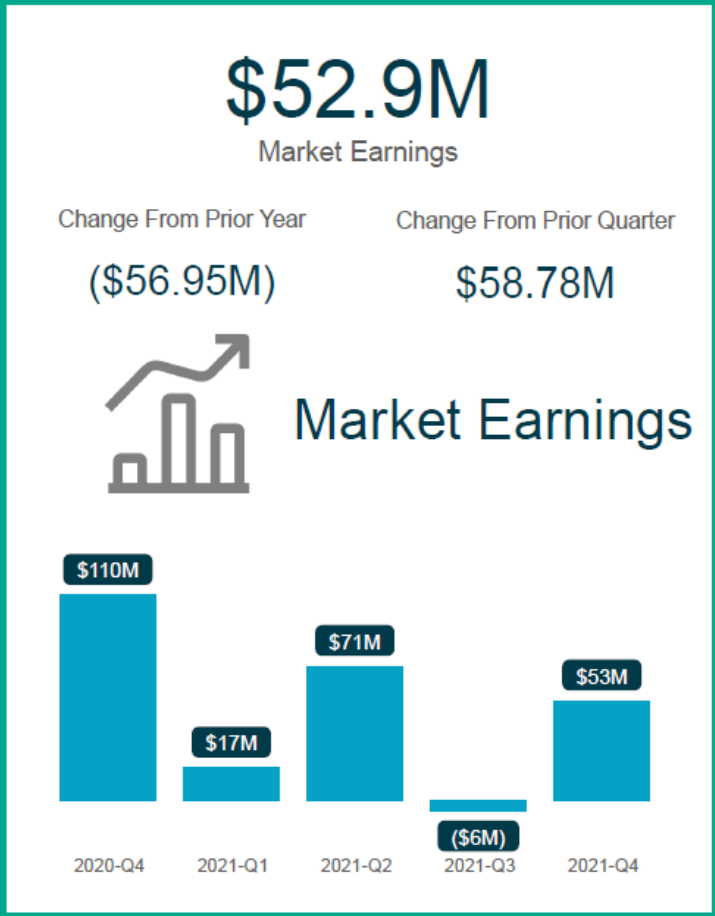 $52.9M
Market Earnings
Change From Prior Year
Change From Prior Quarter
($56.95M)
$58.78M
Market Earnings
$110M
$17M
$71M
($6M)
$53M
2020-Q4
2021-Q1
2021-Q2
2021-Q3
2021-Q4